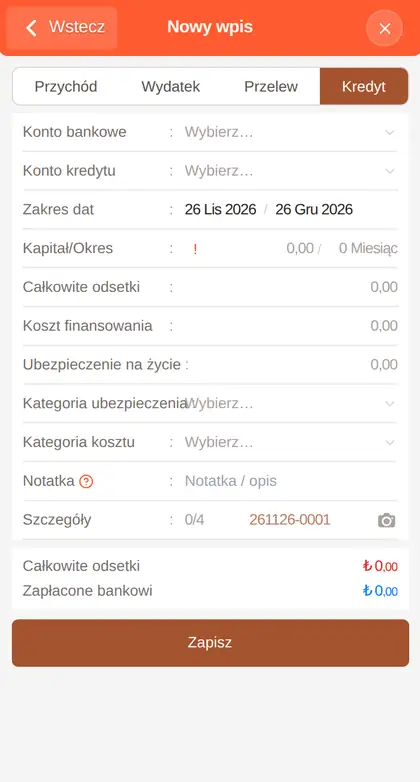 Wstecz Nowy wpis
Przychód Wydatek Przelew Kredyt
Konto bankowe : Wybierz...
Konto kredytu : Wybierz...
Zakres dat : 26 Lis 2026 / 26 Gru 2026
Kapitał/Okres : ! 0,00 / 0 Miesiąc
Całkowite odsetki : 0,00
Koszt finansowania : 0,00
Ubezpieczenie na życie : 0,00
Kategoria ubezpieczenia: Wybierz...
Kategoria kosztu : Wybierz...
Notatka ? : Notatka / opis
Szczegóły : 0/4 261126-0001
Całkowite odsetki ₺ 0,00
Zapłacone bankowi ₺ 0,00
Zapisz